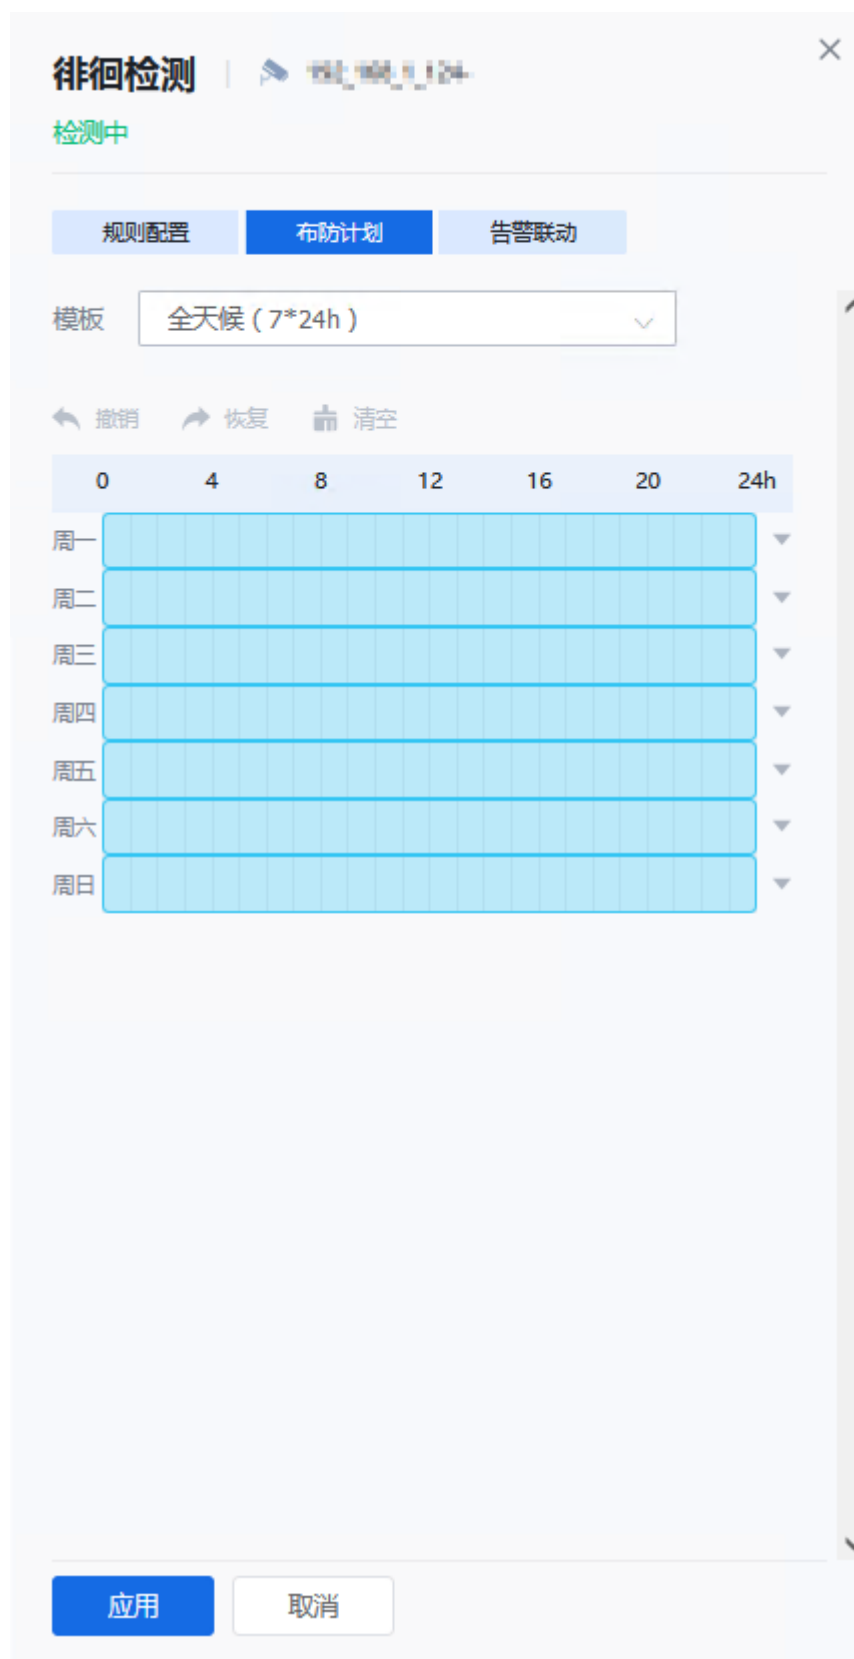 徘徊检测
检测中
规则配置 布防计划 告警联动
模板 全天候 ( 7*24h )
撤销 恢复 清空
0 4 8 12 16 20 24h
周一
周二
周三
周四
周五
周六
周日
应用 取消